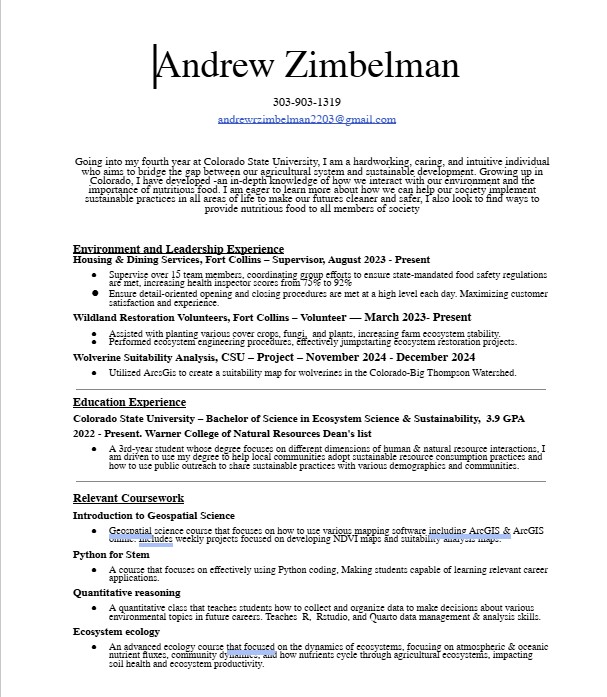 Andrew Zimbelman
303-903-1319
andrewrzimbelman2203@gmail.com
Going into my fourth year at Colorado State University, I am a hardworking, caring, and intuitive individual
who aims to bridge the gap between our agricultural system and sustainable development. Growing up in
Colorado, I have developed -an in-depth knowledge of how we interact with our environment and the
importance of nutritious food. I am eager to learn more about how we can help our society implement
sustainable practices in all areas of life to make our futures cleaner and safer, I also look to find ways to
provide nutritious food to all members of society
Environment and Leadership Experience
Housing & Dining Services, Fort Collins – Supervisor, August 2023 - Present
● Supervise over 15 team members, coordinating group efforts to ensure state-mandated food safety regulations
are met, increasing health inspector scores from 75% to 92%
● Ensure detail-oriented opening and closing procedures are met at a high level each day. Maximizing customer
satisfaction and experience.
Wildland Restoration Volunteers, Fort Collins – Volunteer — March 2023- Present
● Assisted with planting various cover crops, fungi, and plants, increasing farm ecosystem stability.
● Performed ecosystem engineering procedures, effectively jumpstarting ecosystem restoration projects.
Wolverine Suitability Analysis, CSU – Project – November 2024 - December 2024
● Utilized ArcsGis to create a suitability map for wolverines in the Colorado-Big Thompson Watershed.
Education Experience
Colorado State University – Bachelor of Science in Ecosystem Science & Sustainability, 3.9 GPA
2022 - Present. Warner College of Natural Resources Dean's list
● A 3rd-year student whose degree focuses on different dimensions of human & natural resource interactions, I
am driven to use my degree to help local communities adopt sustainable resource consumption practices and
how to use public outreach to share sustainable practices with various demographics and communities.
Relevant Coursework
Introduction to Geospatial Science
● Geospatial science course that focuses on how to use various mapping software including ArcGIS & ArcGIS
online. Includes weekly projects focused on developing NDVI maps and suitability analysis maps.
Python for Stem
● A course that focuses on effectively using Python coding, Making students capable of learning relevant career
applications.
Quantitative reasoning
● A quantitative class that teaches students how to collect and organize data to make decisions about various
environmental topics in future careers. Teaches R, Rstudio, and Quarto data management & analysis skills.
Ecosystem ecology
● An advanced ecology course that focused on the dynamics of ecosystems, focusing on atmospheric & oceanic
nutrient fluxes, community dynamics, and how nutrients cycle through agricultural ecosystems, impacting
soil health and ecosystem productivity.